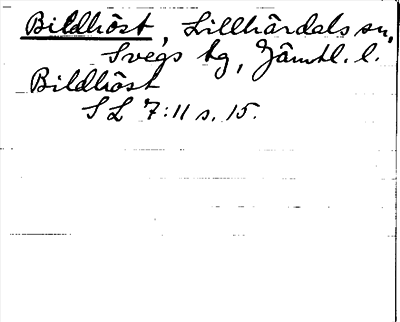 Bildhöst, Lillhärdals sn,
Svegs tg, Jämtl. l.
Bildhöst
SL 7:11 s. 15.